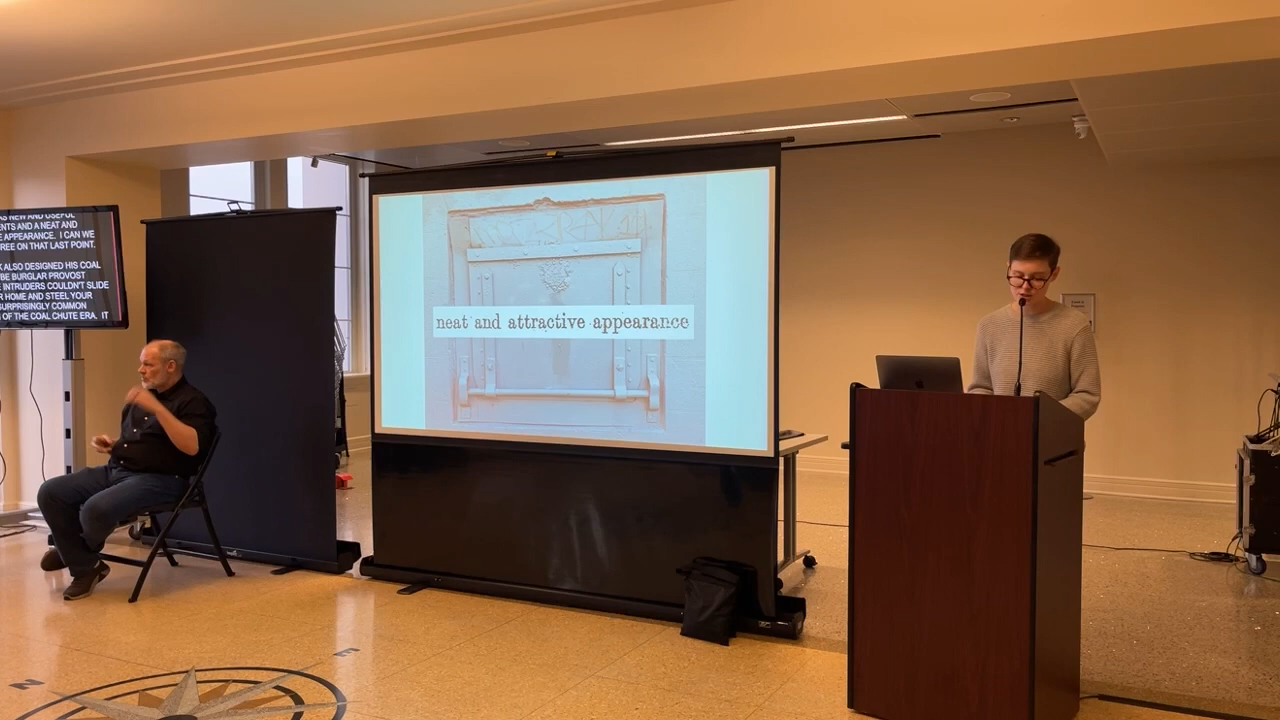 AS NEW AND USEFUL
ENTS AND A NEAT AND
E APPEARANCE. I CAN WE
REE ON THAT LAST POINT.
K ALSO DESIGNED HIS COAL
BE BURGLAR PROVOST
E INTRUDERS COULDN'T SLIDE
R HOME AND STEEL YOUR
SURPRISINGLY COMMON
N OF THE COAL CHUTE ERA. IT
neat and attractive appearance
N
E